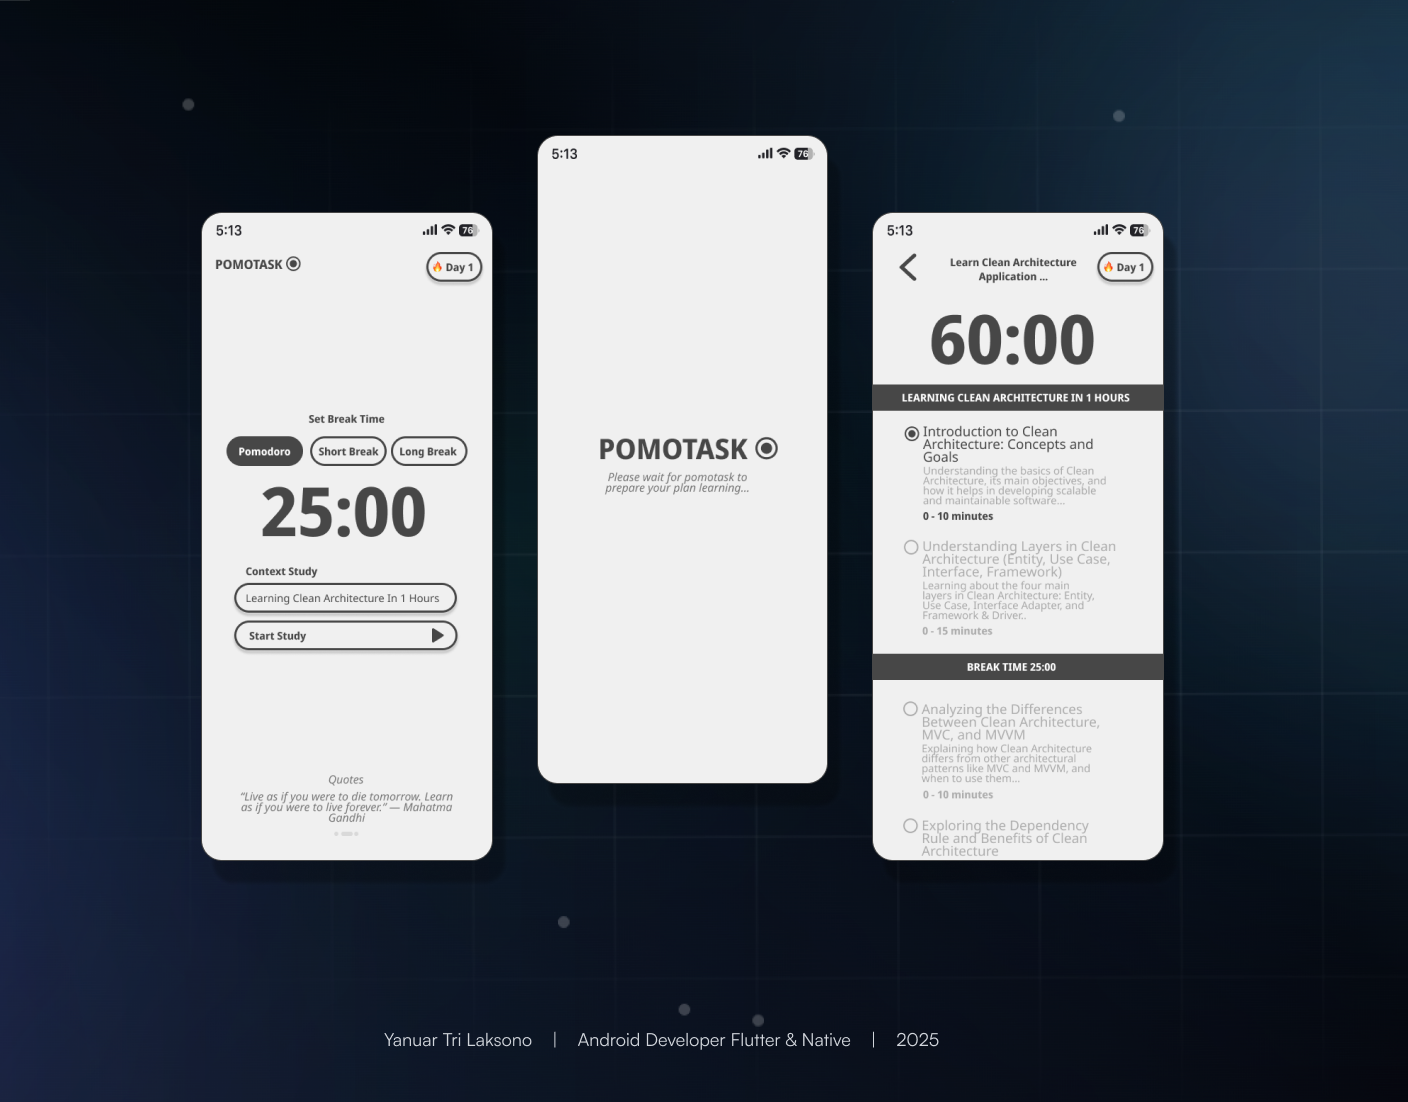 5:13
76
POMOTASK
🔥 Day 1
Set Break Time
Pomodoro
Short Break
Long Break
25:00
Context Study
Learning Clean Architecture In 1 Hours
Start Study
Quotes
“Live as if you were to die tomorrow. Learn
as if you were to live forever.” — Mahatma
Gandhi
5:13
76
POMOTASK
Please wait for pomotask to
prepare your plan learning...
5:13
76
Learn Clean Architecture
Application ...
🔥 Day 1
60:00
LEARNING CLEAN ARCHITECTURE IN 1 HOURS
Introduction to Clean
Architecture: Concepts and
Goals
Understanding the basics of Clean
Architecture, its main objectives, and
how it helps in developing scalable
and maintainable software...
0 - 10 minutes
Understanding Layers in Clean
Architecture (Entity, Use Case,
Interface, Framework)
Learning about the four main
layers in Clean Architecture: Entity,
Use Case, Interface Adapter, and
Framework & Driver..
0 - 15 minutes
BREAK TIME 25:00
Analyzing the Differences
Between Clean Architecture,
MVC, and MVVM
Explaining how Clean Architecture
differs from other architectural
patterns like MVC and MVVM, and
when to use them...
0 - 10 minutes
Exploring the Dependency
Rule and Benefits of Clean
Architecture
Yanuar Tri Laksono | Android Developer Flutter & Native | 2025